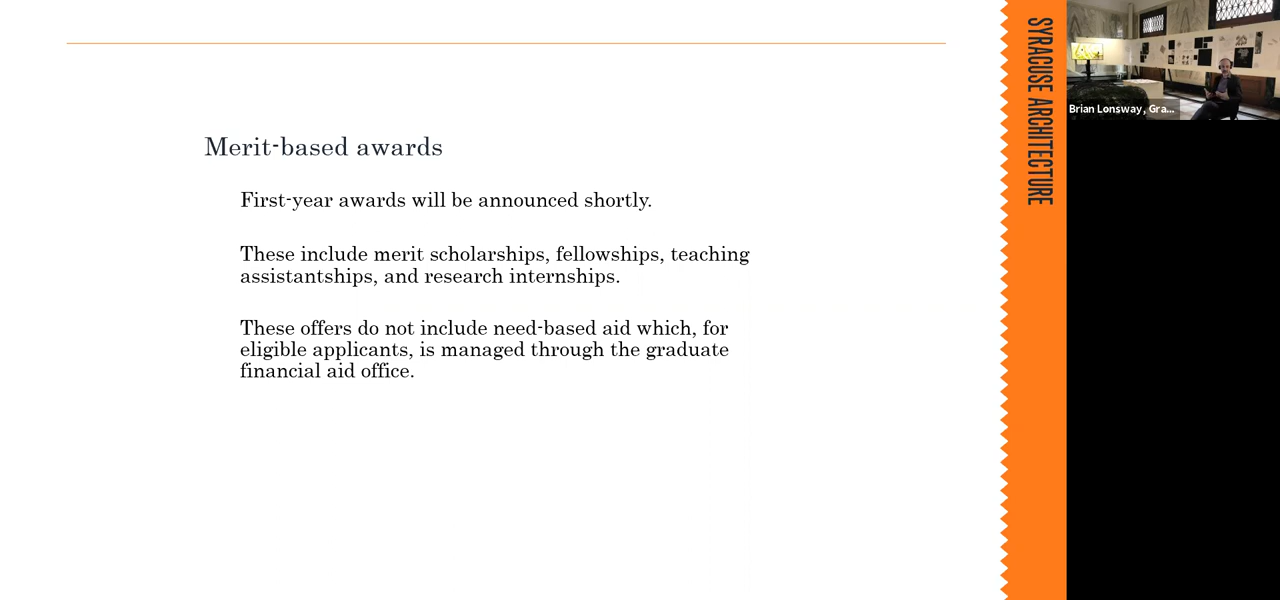 Merit-based awards
First-year awards will be announced shortly.
These include merit scholarships, fellowships, teaching
assistantships, and research internships.
These offers do not include need-based aid which, for
eligible applicants, is managed through the graduate
financial aid office.
SYRACUSE ARCHITECTURE
Brian Lonsway, Gra...